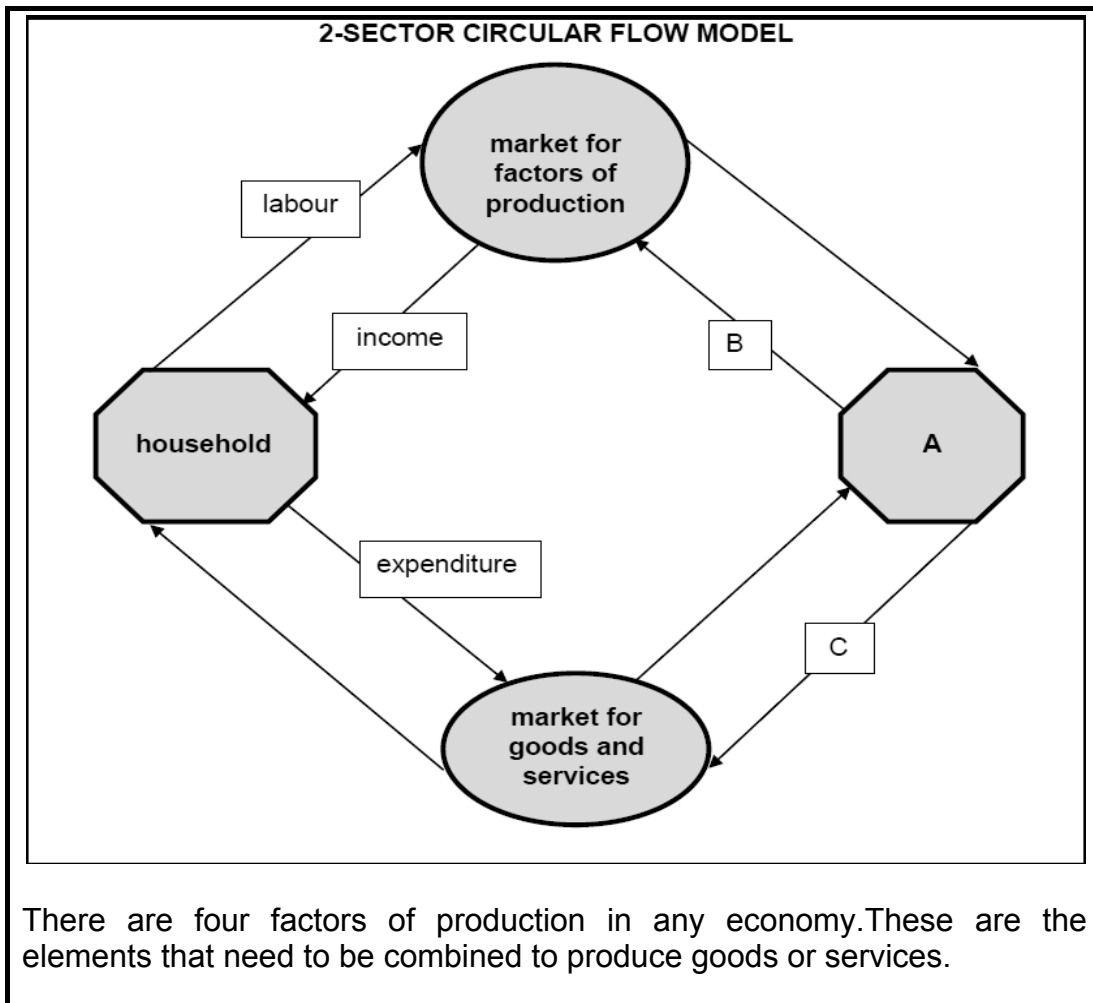 2-SECTOR CIRCULAR FLOW MODEL
market for
factors of
production
labour
income
B
household
A
expenditure
C
market for
goods and
services
There are four factors of production in any economy.These are the
elements that need to be combined to produce goods or services.